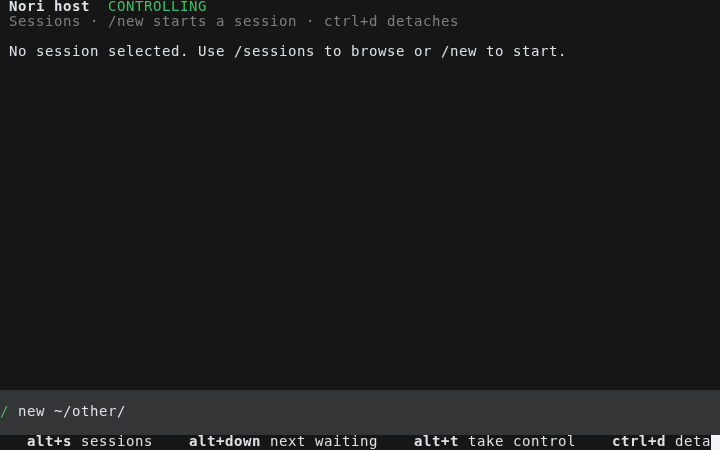 Nori host  CONTROLLING
Sessions · /new starts a session · ctrl+d detaches
No session selected. Use /sessions to browse or /new to start.
/ new ~/other/
alt+s sessions    alt+down next waiting    alt+t take control    ctrl+d deta